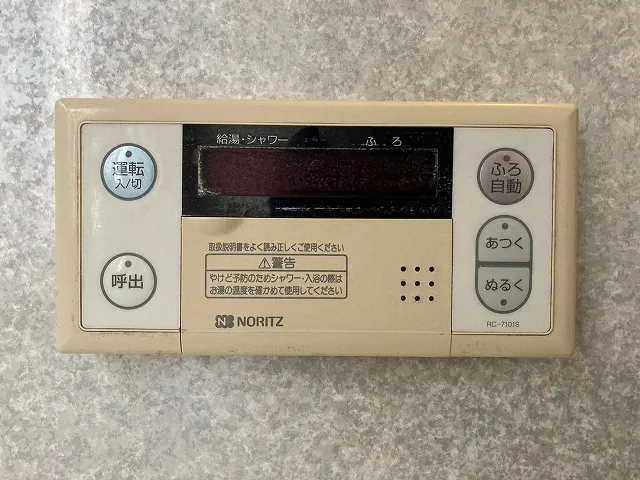 給湯・シャワー
ふろ
運転
入/切
呼出
取扱説明書をよく読み正しくご使用ください
⚠警告
やけど予防のためシャワー・入浴の際は
お湯の温度を確かめて使用してください
NORITZ
ふろ
自動
あつく
ぬるく
RC-7101S